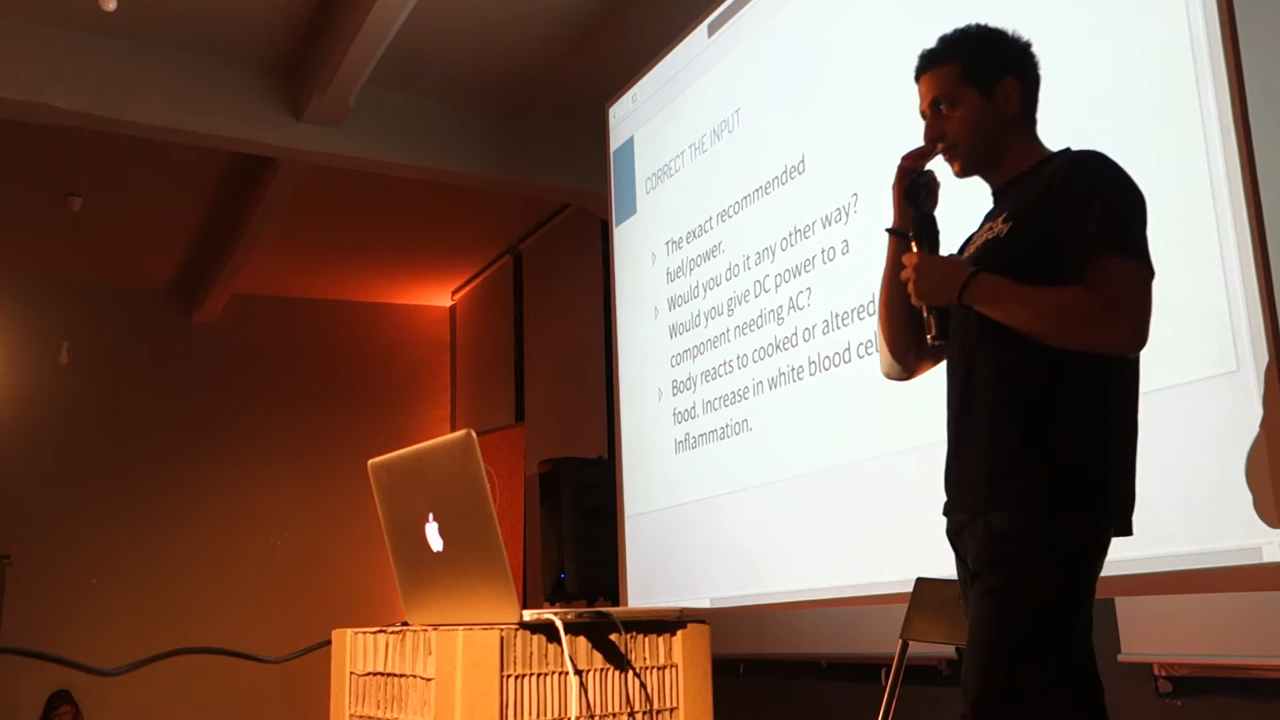 CORRECT THE INPUT
The exact recommended
fuel/power.
Would you do it any other way?
Would you give DC power to a
component needing AC?
Body reacts to cooked or altered
food. Increase in white blood
Inflammation.